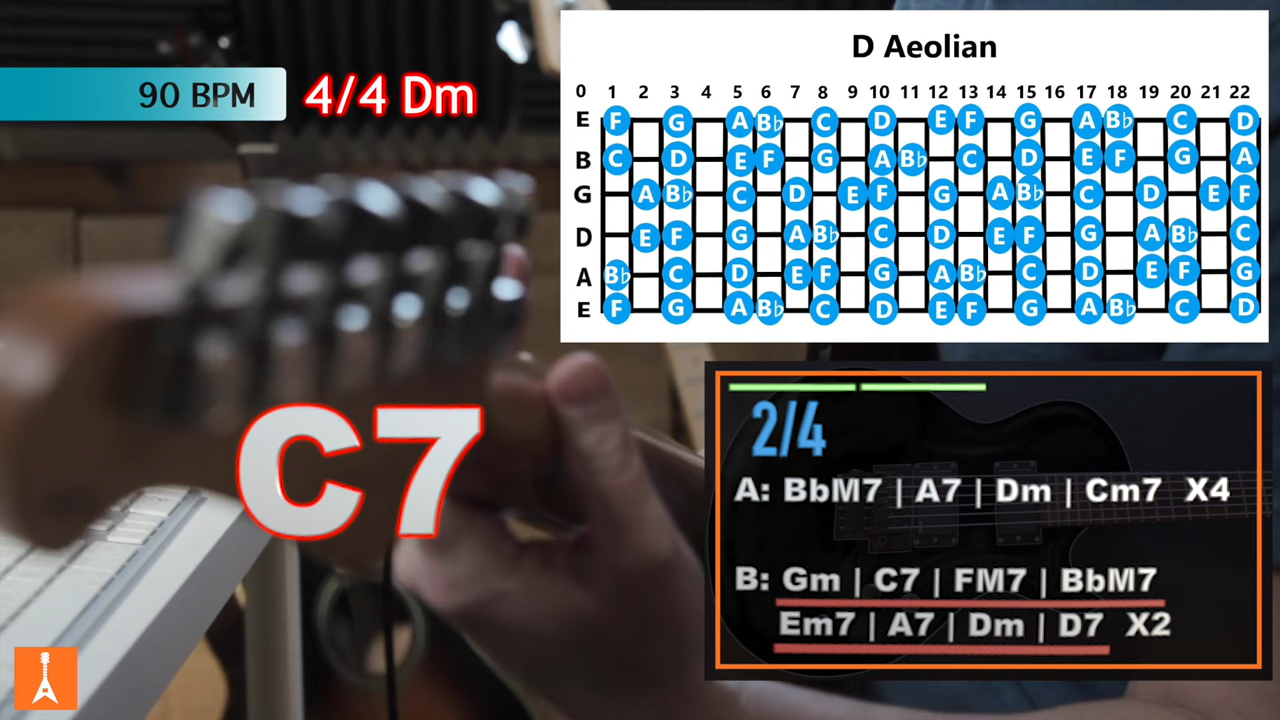 D Aeolian
90 BPM 4/4 Dm
0 1 2 3 4 5 6 7 8 9 10 11 12 13 14 15 16 17 18 19 20 21 22
E F G A B♭ C D E F G A B♭ C D
B C D E F G A B♭ C D E F G A
G A B♭ C D E F G A B♭ C D E F
D E F G A B♭ C D E F G A B♭ C
A B♭ C D E F G A B♭ C D E F G
E F G A B♭ C D E F G A B♭ C D
C7
2/4
A: BbM7 | A7 | Dm | Cm7 X4
B: Gm | C7 | FM7 | BbM7
Em7 | A7 | Dm | D7 X2